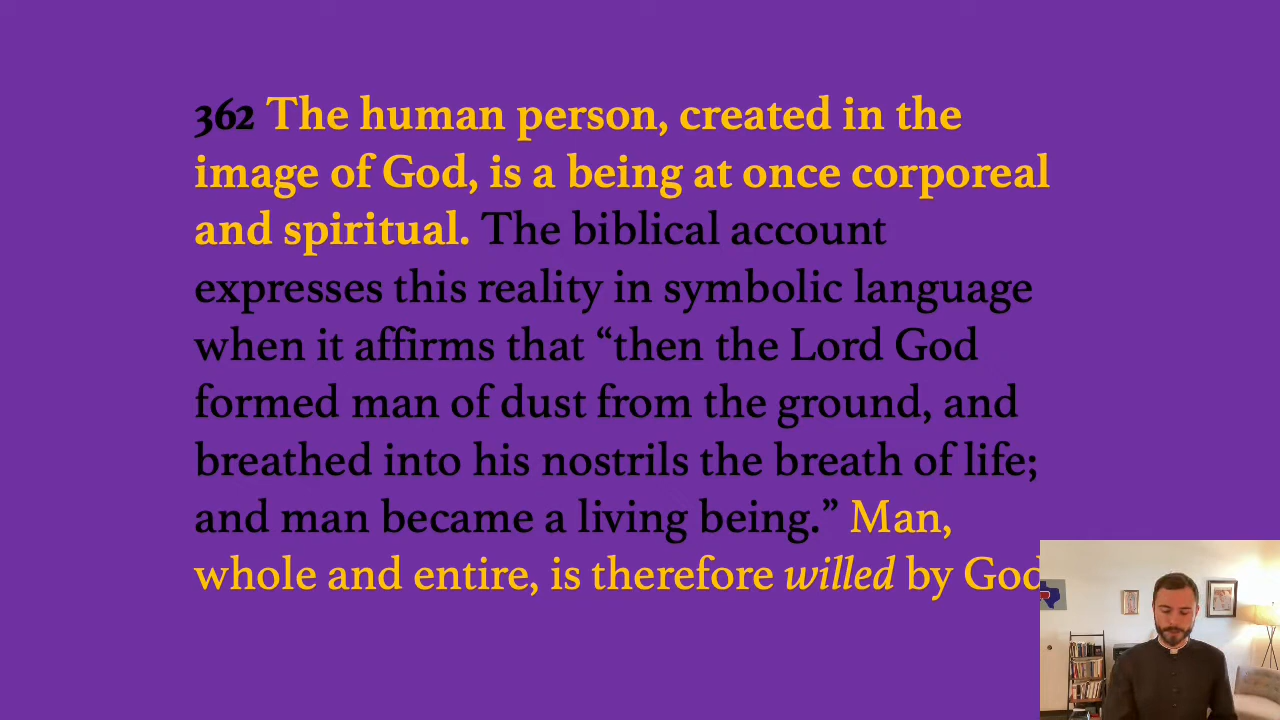 362 The human person, created in the
image of God, is a being at once corporeal
and spiritual. The biblical account
expresses this reality in symbolic language
when it affirms that “then the Lord God
formed man of dust from the ground, and
breathed into his nostrils the breath of life;
and man became a living being.” Man,
whole and entire, is therefore willed by God